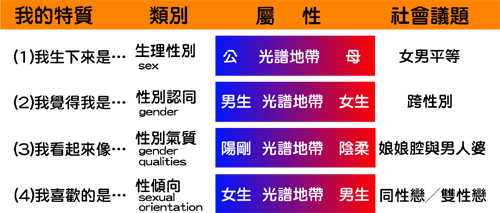 我的特質 類別 屬性 社會議題
(1)我生下來是… 生理性別 公 光譜地帶 母 女男平等
sex
(2)我覺得我是… 性別認同 男生 光譜地帶 女生 跨性別
gender
(3)我看起來像… 性別氣質 陽剛 光譜地帶 陰柔 娘娘腔與男人婆
gender
qualities
(4)我喜歡的是… 性傾向 女生 光譜地帶 男生 同性戀／雙性戀
sexual
orientation